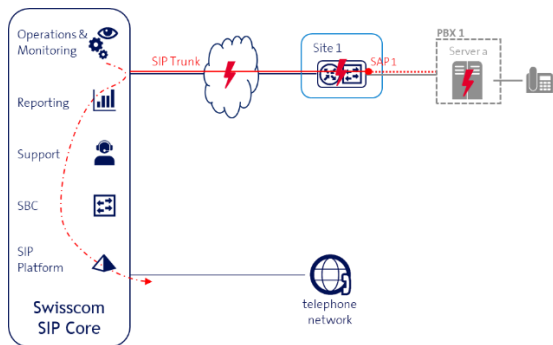 Operations &
Monitoring
Reporting
Support
SBC
SIP
Platform
Swisscom
SIP Core
SIP Trunk
Site 1
SAP 1
PBX 1
Server a
telephone
network